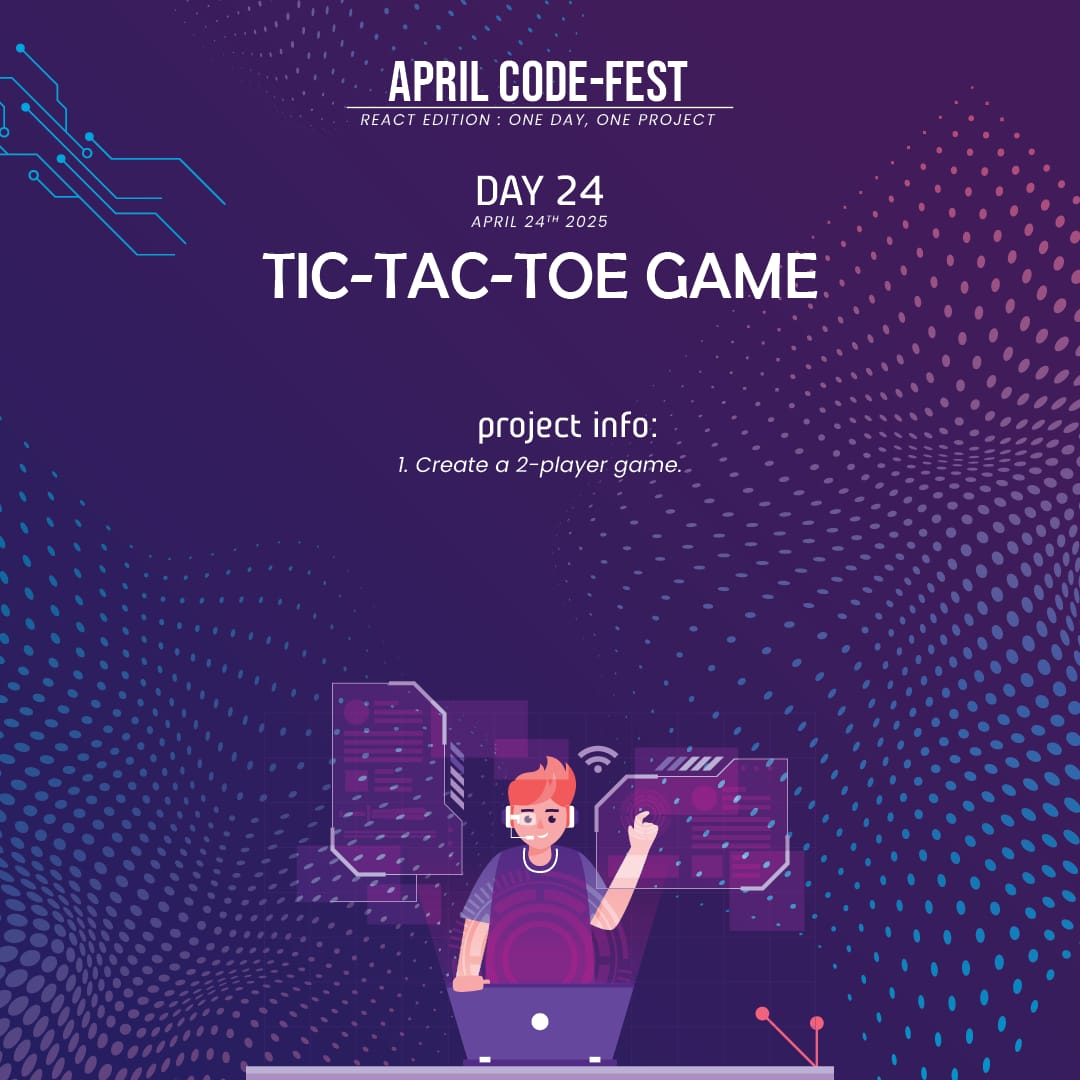 APRIL CODE-FEST
REACT EDITION : ONE DAY, ONE PROJECT
DAY 24
APRIL 24TH 2025
TIC-TAC-TOE GAME
project info:
1. Create a 2-player game.